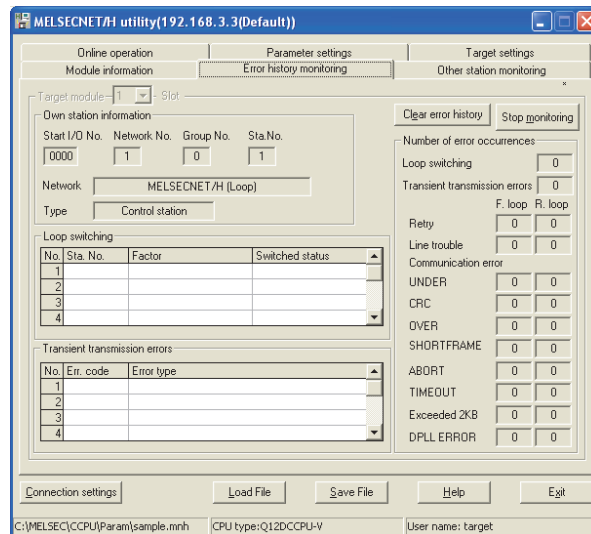 MELSECNET/H utility(192.168.3.3(Default))
Online operation Parameter settings Target settings
Module information Error history monitoring Other station monitoring
*
Target module 1 - Slot
Own station information
Start I/O No. Network No. Group No. Sta.No.
0000 1 0 1
Network MELSECNET/H (Loop)
Type Control station
Clear error history Stop monitoring
Number of error occurrences
Loop switching 0
Transient transmission errors 0
F. loop R. loop
Retry 0 0
Line trouble 0 0
Communication error
UNDER 0 0
CRC 0 0
OVER 0 0
SHORTFRAME 0 0
ABORT 0 0
TIMEOUT 0 0
Exceeded 2KB 0 0
DPLL ERROR 0 0
Loop switching
No. Sta. No. Factor Switched status
1
2
3
4
Transient transmission errors
No. Err. code Error type
1
2
3
4
Connection settings Load File Save File Help Exit
C:\MELSEC\CCPU\Param\sample.mnh CPU type:Q12DCCPU-V User name: target